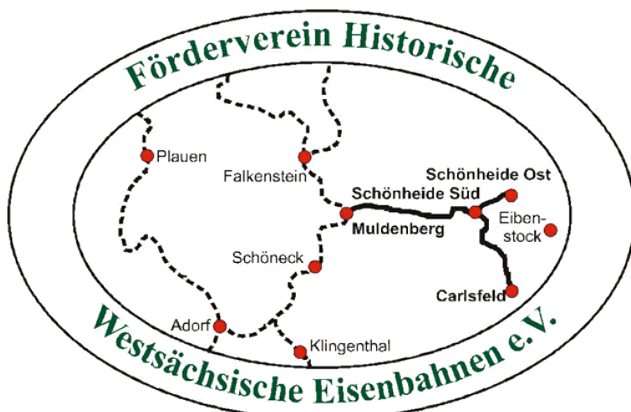 Förderverein Historische
Plauen
Falkenstein
Schönheide Ost
Schönheide Süd
Eiben-
stock
Muldenberg
Schöneck
Carlsfeld
Adorf
Klingenthal
Westsächsische Eisenbahnen e.V.